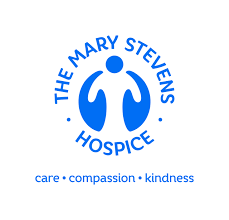 THE MARY STEVENS
HOSPICE
care • compassion • kindness